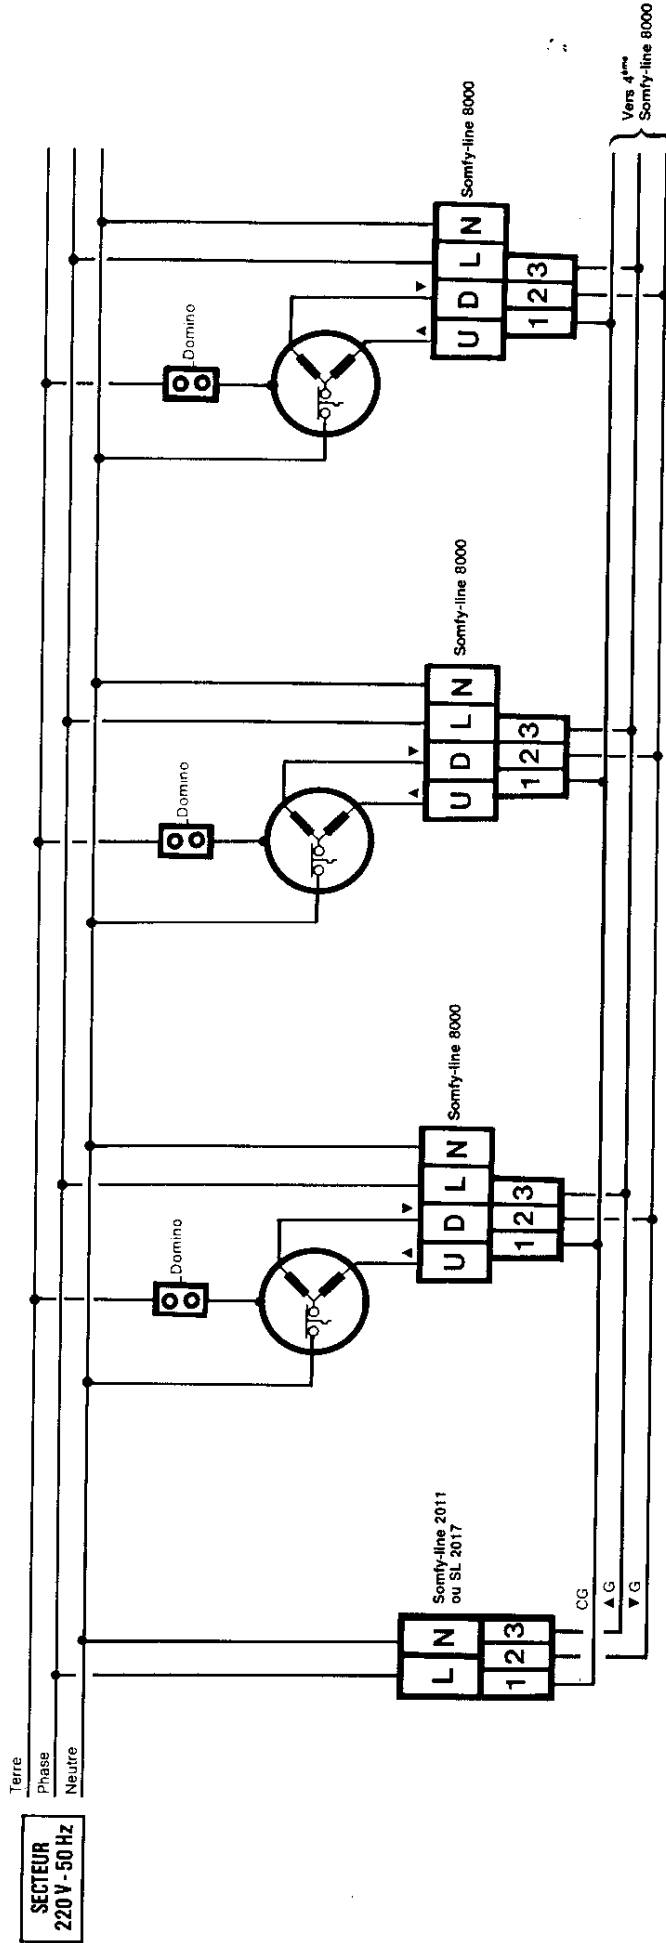 SECTEUR
220 V - 50 Hz
Terre
Phase
Neutre
Somfy-line 2011
ou SL 2017
L N
1 2 3
CG
▲ G
▼ G
Domino
▲ ▼
Somfy-line 8000
U D L N
1 2 3
Domino
▲ ▼
Somfy-line 8000
U D L N
1 2 3
Domino
▲ ▼
Somfy-line 8000
U D L N
1 2 3
Vers 4ème
Somfy-line 8000